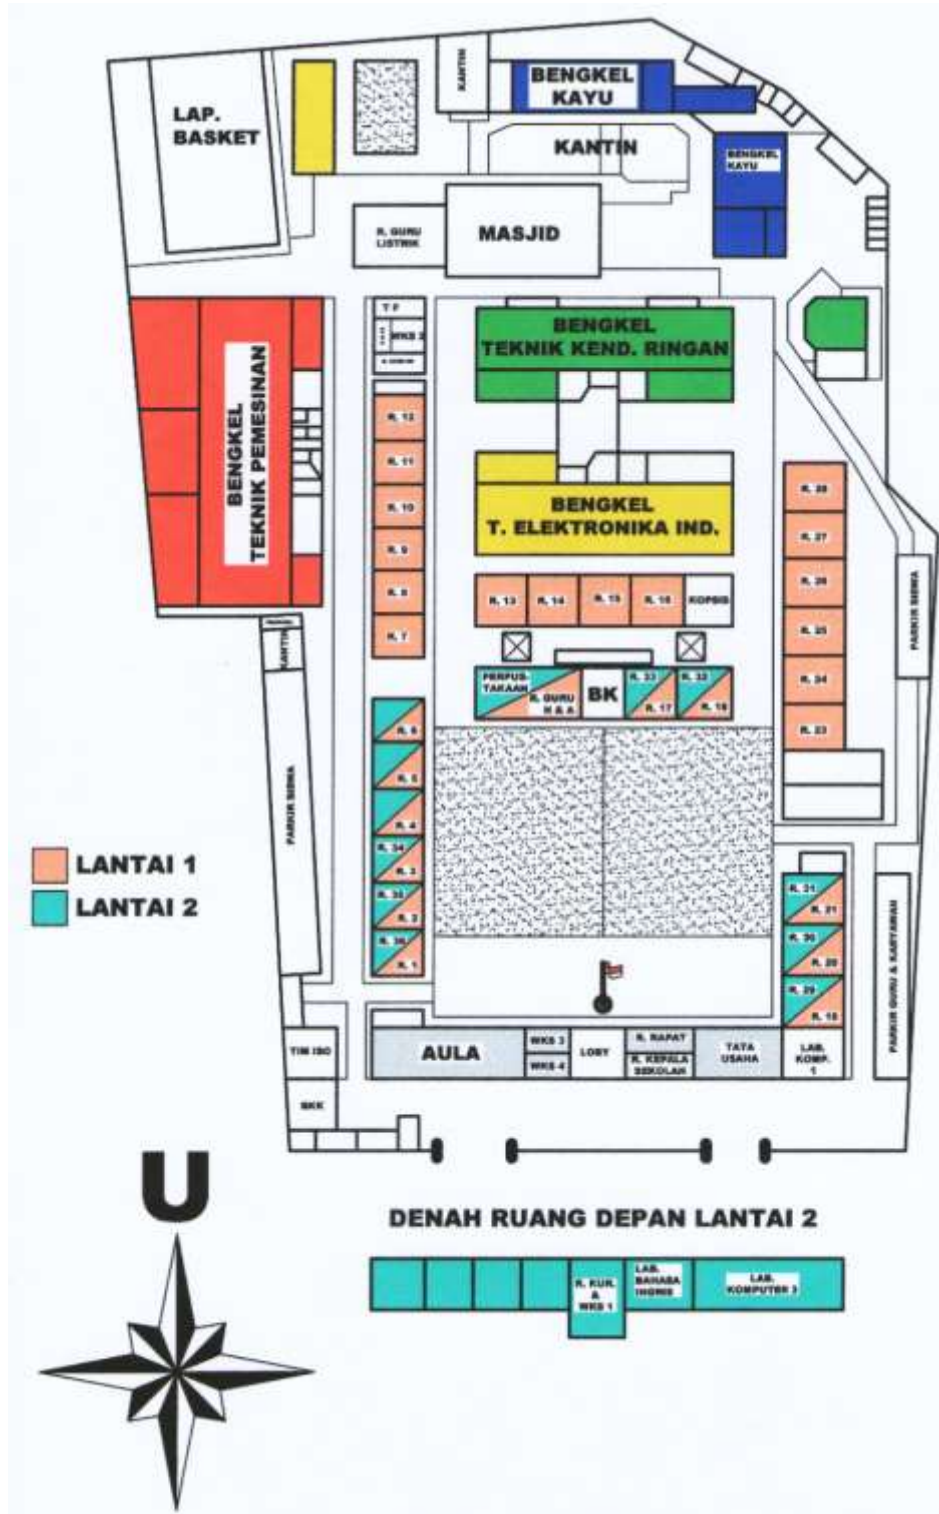 KANTIN
BENGKEL
KAYU
LAP.
BASKET
KANTIN
BENGKEL
KAYU
R. GURU
LISTRIK
MASJID
T P
WKS 2
BENGKEL
TEKNIK KEND. RINGAN
BENGKEL
TEKNIK PEMESINAN
R. 12
R. 11
R. 10
R. 9
R. 8
R. 7
BENGKEL
T. ELEKTRONIKA IND.
R. 28
R. 27
R. 26
R. 25
R. 24
R. 23
PARKIR SISWA
R. 13
R. 14
R. 15
R. 16
KOPSIS
KANTIN
PERPUS-
TAKAAN
R. GURU
N & A
BK
R. 33
R. 17
R. 32
R. 18
R. 6
R. 5
R. 4
R. 34
R. 3
R. 35
R. 2
R. 36
R. 1
PARKIR SISWA
LANTAI 1
LANTAI 2
R. 31
R. 21
R. 30
R. 20
R. 29
R. 19
PARKIR GURU & KARYAWAN
TIM ISO
AULA
WKS 3
WKS 4
LOBY
R. RAPAT
R. KEPALA
SEKOLAH
TATA
USAHA
LAB.
KOMP.
1
BKK
U
DENAH RUANG DEPAN LANTAI 2
R. KUR.
&
WKS 1
LAB.
BAHASA
INGRIS
LAB.
KOMPUTER 3